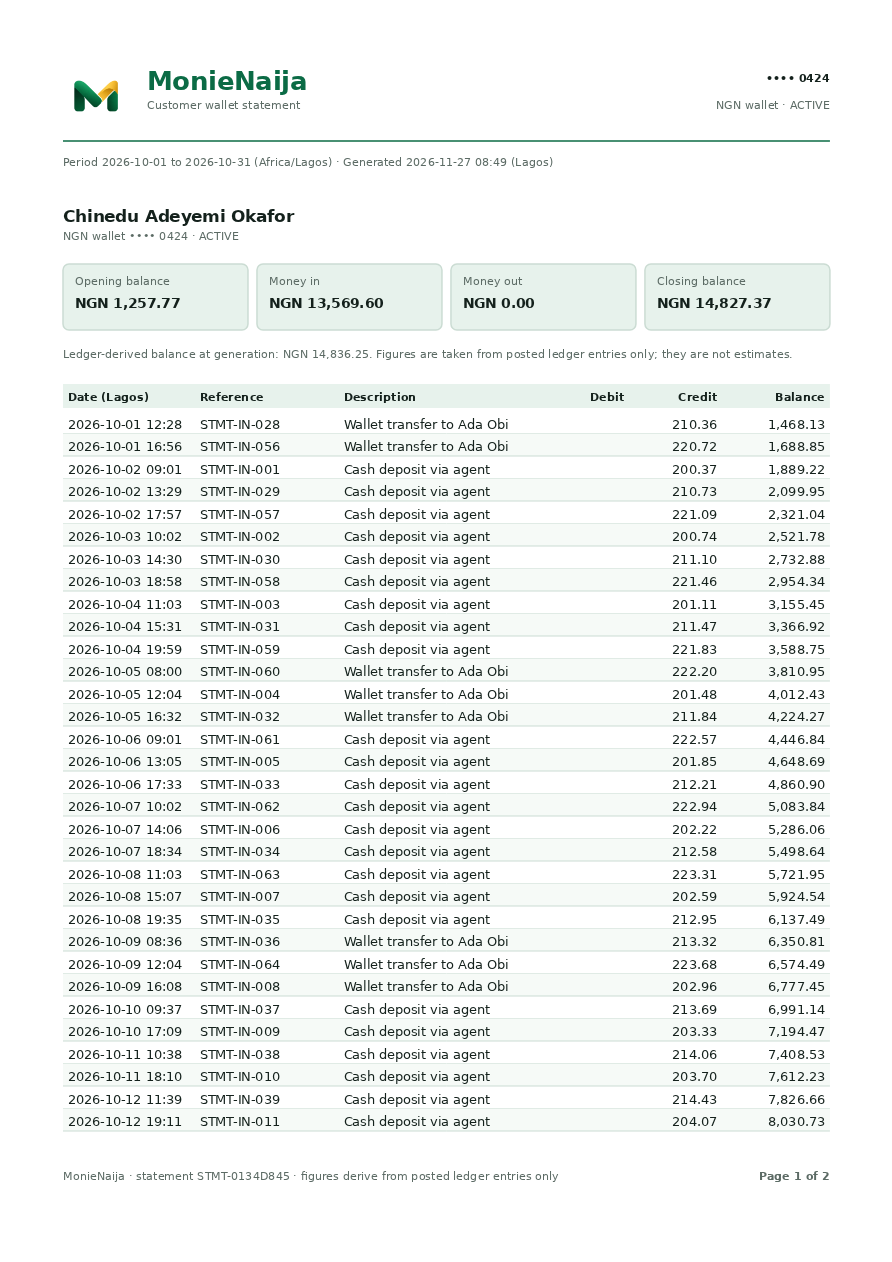 MonieNaija
Customer wallet statement
•••• 0424
NGN wallet · ACTIVE
Period 2026-10-01 to 2026-10-31 (Africa/Lagos) · Generated 2026-11-27 08:49 (Lagos)
Chinedu Adeyemi Okafor
NGN wallet •••• 0424 · ACTIVE
Opening balance Money in Money out Closing balance
NGN 1,257.77 NGN 13,569.60 NGN 0.00 NGN 14,827.37
Ledger-derived balance at generation: NGN 14,836.25. Figures are taken from posted ledger entries only; they are not estimates.
Date (Lagos) Reference Description Debit Credit Balance
2026-10-01 12:28 STMT-IN-028 Wallet transfer to Ada Obi 210.36 1,468.13
2026-10-01 16:56 STMT-IN-056 Wallet transfer to Ada Obi 220.72 1,688.85
2026-10-02 09:01 STMT-IN-001 Cash deposit via agent 200.37 1,889.22
2026-10-02 13:29 STMT-IN-029 Cash deposit via agent 210.73 2,099.95
2026-10-02 17:57 STMT-IN-057 Cash deposit via agent 221.09 2,321.04
2026-10-03 10:02 STMT-IN-002 Cash deposit via agent 200.74 2,521.78
2026-10-03 14:30 STMT-IN-030 Cash deposit via agent 211.10 2,732.88
2026-10-03 18:58 STMT-IN-058 Cash deposit via agent 221.46 2,954.34
2026-10-04 11:03 STMT-IN-003 Cash deposit via agent 201.11 3,155.45
2026-10-04 15:31 STMT-IN-031 Cash deposit via agent 211.47 3,366.92
2026-10-04 19:59 STMT-IN-059 Cash deposit via agent 221.83 3,588.75
2026-10-05 08:00 STMT-IN-060 Wallet transfer to Ada Obi 222.20 3,810.95
2026-10-05 12:04 STMT-IN-004 Wallet transfer to Ada Obi 201.48 4,012.43
2026-10-05 16:32 STMT-IN-032 Wallet transfer to Ada Obi 211.84 4,224.27
2026-10-06 09:01 STMT-IN-061 Cash deposit via agent 222.57 4,446.84
2026-10-06 13:05 STMT-IN-005 Cash deposit via agent 201.85 4,648.69
2026-10-06 17:33 STMT-IN-033 Cash deposit via agent 212.21 4,860.90
2026-10-07 10:02 STMT-IN-062 Cash deposit via agent 222.94 5,083.84
2026-10-07 14:06 STMT-IN-006 Cash deposit via agent 202.22 5,286.06
2026-10-07 18:34 STMT-IN-034 Cash deposit via agent 212.58 5,498.64
2026-10-08 11:03 STMT-IN-063 Cash deposit via agent 223.31 5,721.95
2026-10-08 15:07 STMT-IN-007 Cash deposit via agent 202.59 5,924.54
2026-10-08 19:35 STMT-IN-035 Cash deposit via agent 212.95 6,137.49
2026-10-09 08:36 STMT-IN-036 Wallet transfer to Ada Obi 213.32 6,350.81
2026-10-09 12:04 STMT-IN-064 Wallet transfer to Ada Obi 223.68 6,574.49
2026-10-09 16:08 STMT-IN-008 Wallet transfer to Ada Obi 202.96 6,777.45
2026-10-10 09:37 STMT-IN-037 Cash deposit via agent 213.69 6,991.14
2026-10-10 17:09 STMT-IN-009 Cash deposit via agent 203.33 7,194.47
2026-10-11 10:38 STMT-IN-038 Cash deposit via agent 214.06 7,408.53
2026-10-11 18:10 STMT-IN-010 Cash deposit via agent 203.70 7,612.23
2026-10-12 11:39 STMT-IN-039 Cash deposit via agent 214.43 7,826.66
2026-10-12 19:11 STMT-IN-011 Cash deposit via agent 204.07 8,030.73
MonieNaija · statement STMT-0134D845 · figures derive from posted ledger entries only
Page 1 of 2